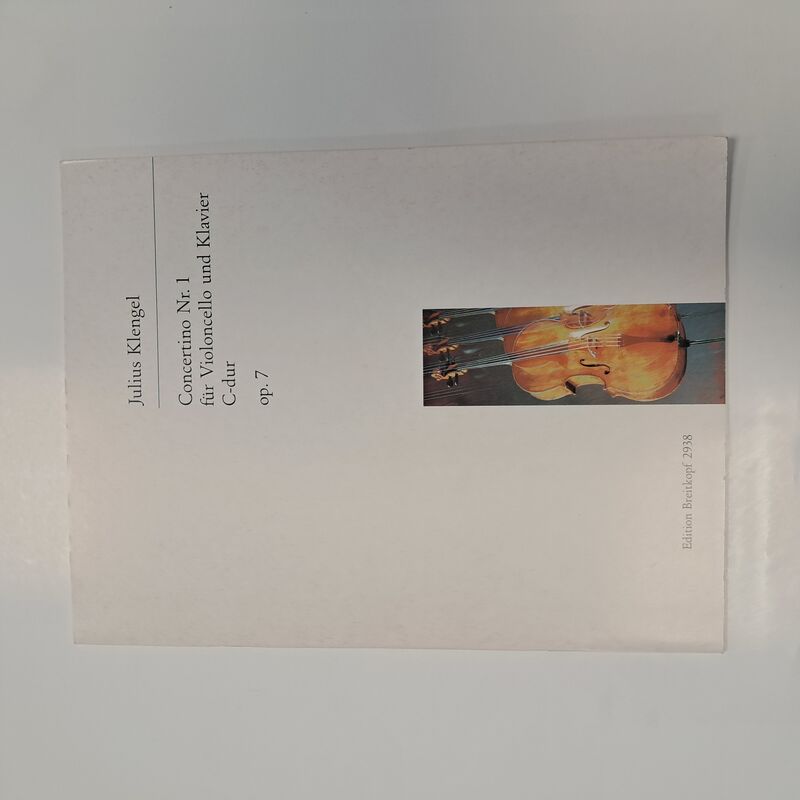 Julius Klengel
Concertino Nr. 1
für Violoncello und Klavier
C-dur
op. 7
Edition Breitkopf 2938